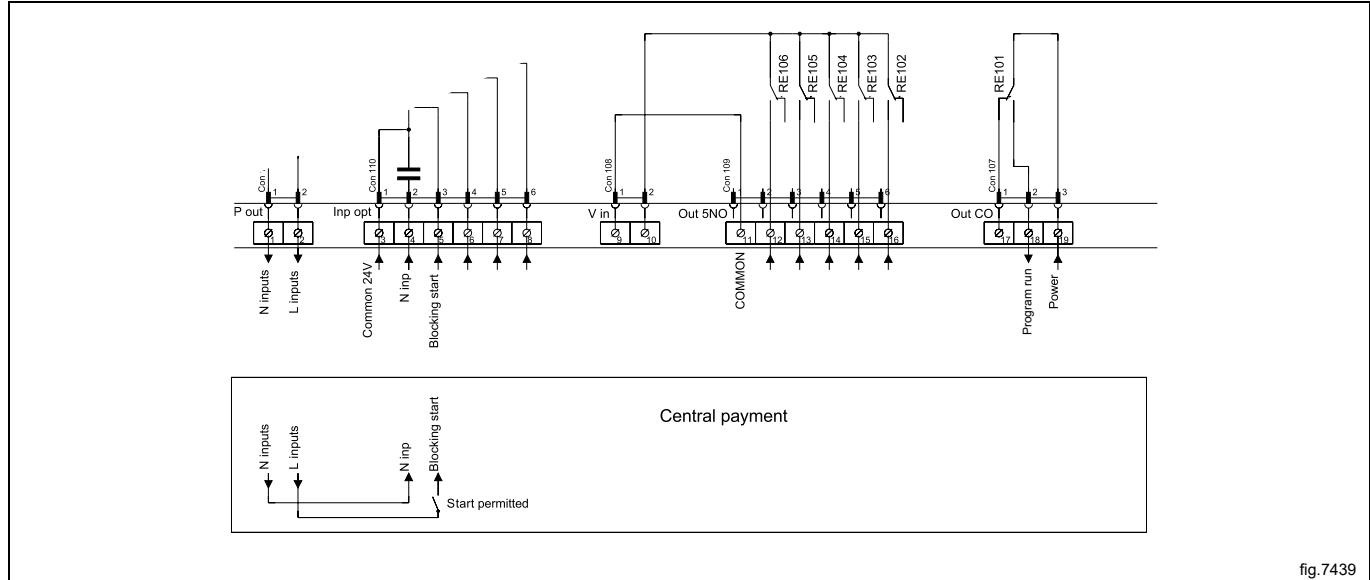 RE106 RE105 RE104 RE103 RE102 RE101
Con 110 Con 108 Con 109 Con 107
1 2 1 2 3 4 5 6 1 2 1 2 3 4 5 6 1 2 3
P out Inp opt V in Out 5NO Out CO
1 2 3 4 5 6 7 8 9 10 11 12 13 14 15 16 17 18 19
N inputs L inputs Common 24V N inp Blocking start COMMON Program run Power
Central payment
N inputs L inputs N inp Blocking start
Start permitted
fig.7439